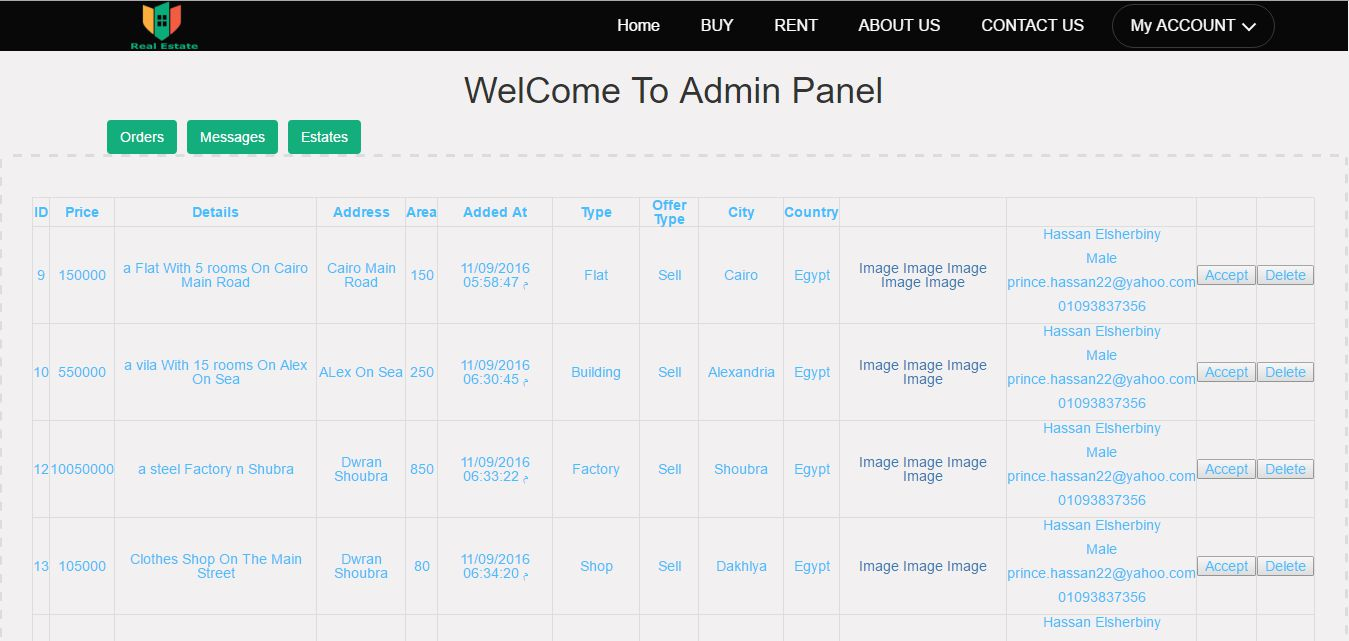 Home BUY RENT ABOUT US CONTACT US My ACCOUNT
Real Estate
WelCome To Admin Panel
Orders Messages Estates
ID Price Details Address Area Added At Type Offer Type City Country
9 150000 a Flat With 5 rooms On Cairo Main Road Cairo Main Road 150 11/09/2016 05:58:47 م Flat Sell Cairo Egypt Image Image Image Image Image Hassan Elsherbiny Male prince.hassan22@yahoo.com 01093837356 Accept Delete
10 550000 a vila With 15 rooms On Alex On Sea ALex On Sea 250 11/09/2016 06:30:45 م Building Sell Alexandria Egypt Image Image Image Image Hassan Elsherbiny Male prince.hassan22@yahoo.com 01093837356 Accept Delete
12 10050000 a steel Factory n Shubra Dwran Shoubra 850 11/09/2016 06:33:22 م Factory Sell Shoubra Egypt Image Image Image Image Hassan Elsherbiny Male prince.hassan22@yahoo.com 01093837356 Accept Delete
13 105000 Clothes Shop On The Main Street Dwran Shoubra 80 11/09/2016 06:34:20 م Shop Sell Dakhlya Egypt Image Image Image Hassan Elsherbiny Male prince.hassan22@yahoo.com 01093837356 Accept Delete
Hassan Elsherbiny